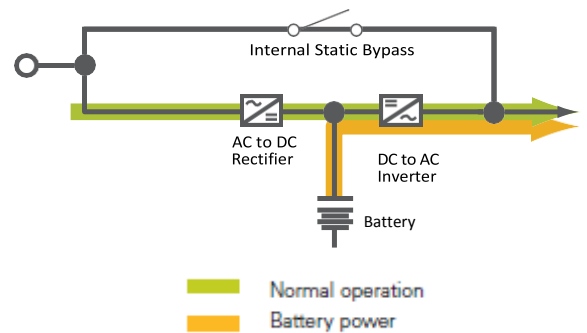 Internal Static Bypass
AC to DC
Rectifier
DC to AC
Inverter
Battery
Normal operation
Battery power